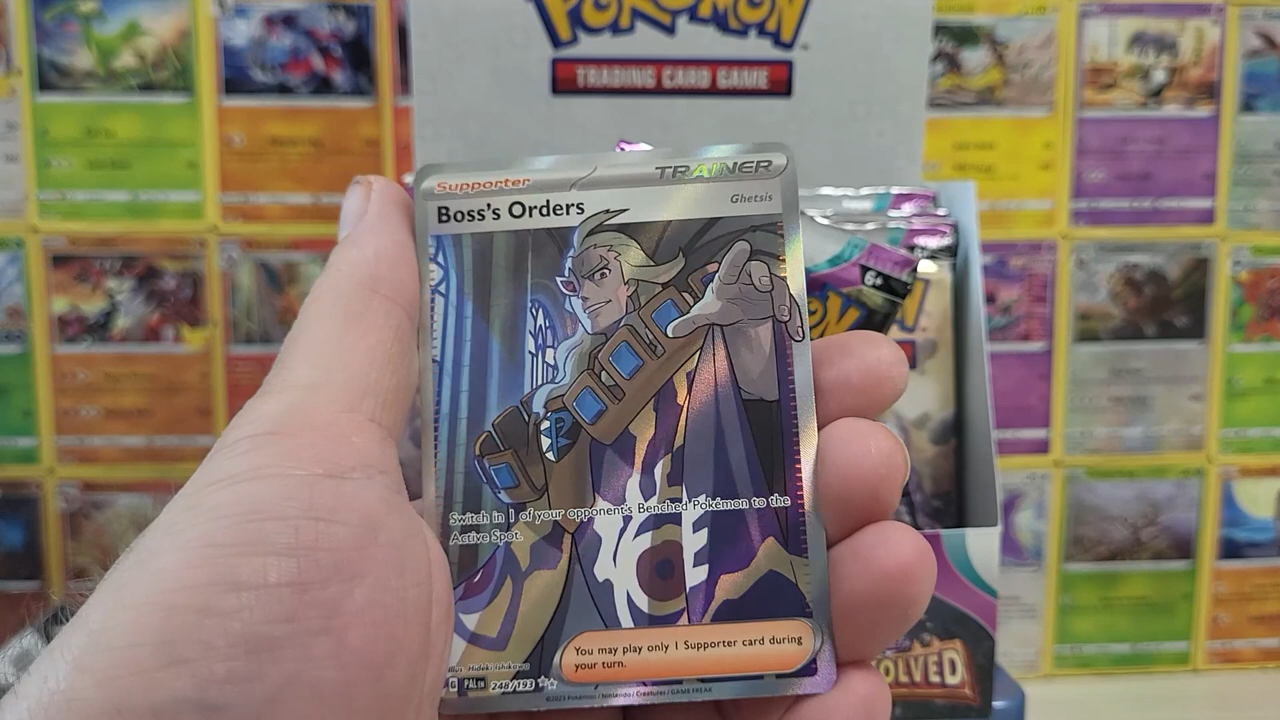 POKÉMON
TRADING CARD GAME
Supporter
TRAINER
Boss's Orders
Ghetsis
6+
Switch in 1 of your opponent's Benched Pokémon to the
Active Spot.
You may play only 1 Supporter card during
your turn.
Illus. Hideki Ishikawa
G PAL EN 248/193
©2023 Pokémon / Nintendo / Creatures / GAME FREAK